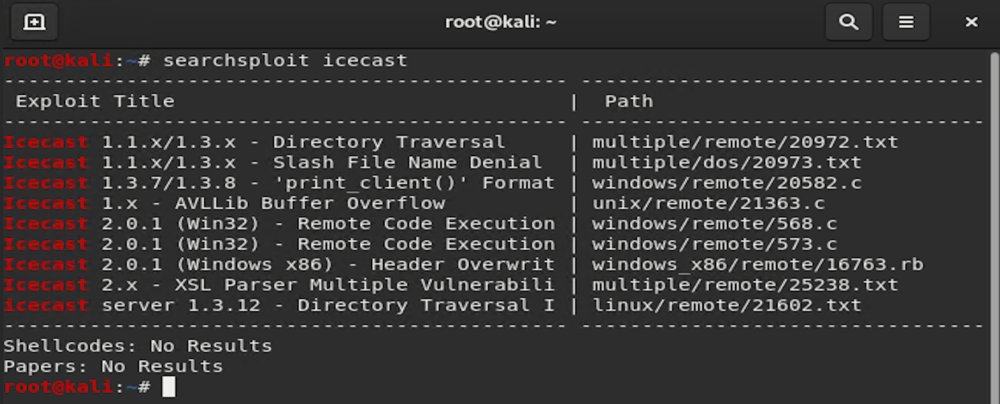 root@kali: ~
root@kali:~# searchsploit icecast
---------------------------------------------- ---------------------------------
 Exploit Title                                |  Path
---------------------------------------------- ---------------------------------
Icecast 1.1.x/1.3.x - Directory Traversal     | multiple/remote/20972.txt
Icecast 1.1.x/1.3.x - Slash File Name Denial  | multiple/dos/20973.txt
Icecast 1.3.7/1.3.8 - 'print_client()' Format | windows/remote/20582.c
Icecast 1.x - AVLLib Buffer Overflow          | unix/remote/21363.c
Icecast 2.0.1 (Win32) - Remote Code Execution | windows/remote/568.c
Icecast 2.0.1 (Win32) - Remote Code Execution | windows/remote/573.c
Icecast 2.0.1 (Windows x86) - Header Overwrit | windows_x86/remote/16763.rb
Icecast 2.x - XSL Parser Multiple Vulnerabili | multiple/remote/25238.txt
icecast server 1.3.12 - Directory Traversal I | linux/remote/21602.txt
---------------------------------------------- ---------------------------------
Shellcodes: No Results
Papers: No Results
root@kali:~#